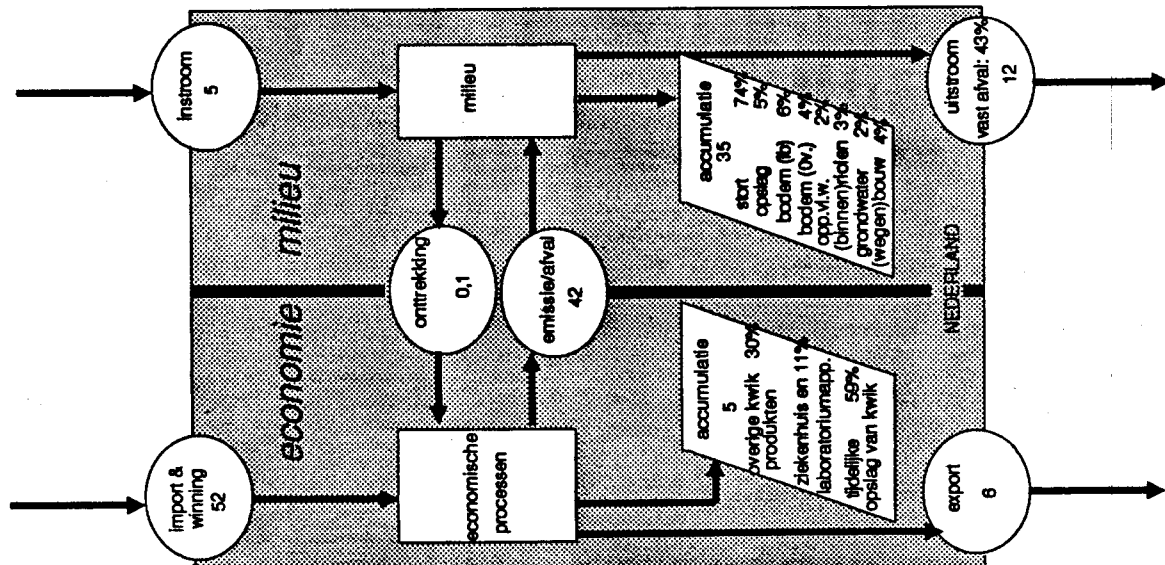 import &
winning
52
instroom
5
economie
milieu
economische
processen
onttrekking
0,1
emissie/afval
42
milieu
accumulatie
5
overige kwik 30%
produkten
ziekenhuis en 11%
laboratoriumapp.
tijdelijke 59%
opslag van kwik
accumulatie
35
stort 74%
opslag 5%
bodem (lb) 6%
bodem (0v.) 4%
opp.vl.w. 2%
(binnen)riolen 3%
grondwater 2%
(wegen)bouw 4%
NEDERLAND
export
6
uitstroom
vast afval: 43%
12